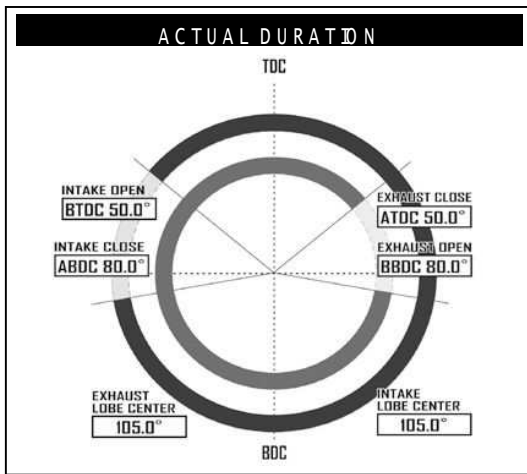 ACTUAL DURATION
TDC
INTAKE OPEN
BTDC 50.0°
EXHAUST CLOSE
ATDC 50.0°
INTAKE CLOSE
ABDC 80.0°
EXHAUST OPEN
BBDC 80.0°
EXHAUST
LOBE CENTER
105.0°
INTAKE
LOBE CENTER
105.0°
BDC